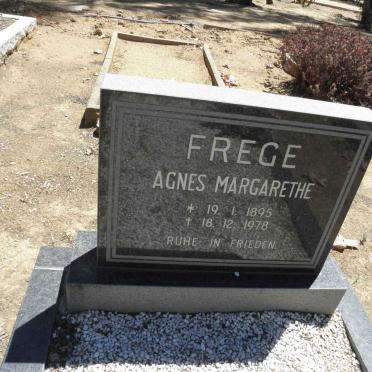 FREGE
AGNES MARGARETHE
* 19. 1. 1895
† 18. 12. 1978
RUHE IN FRIEDEN